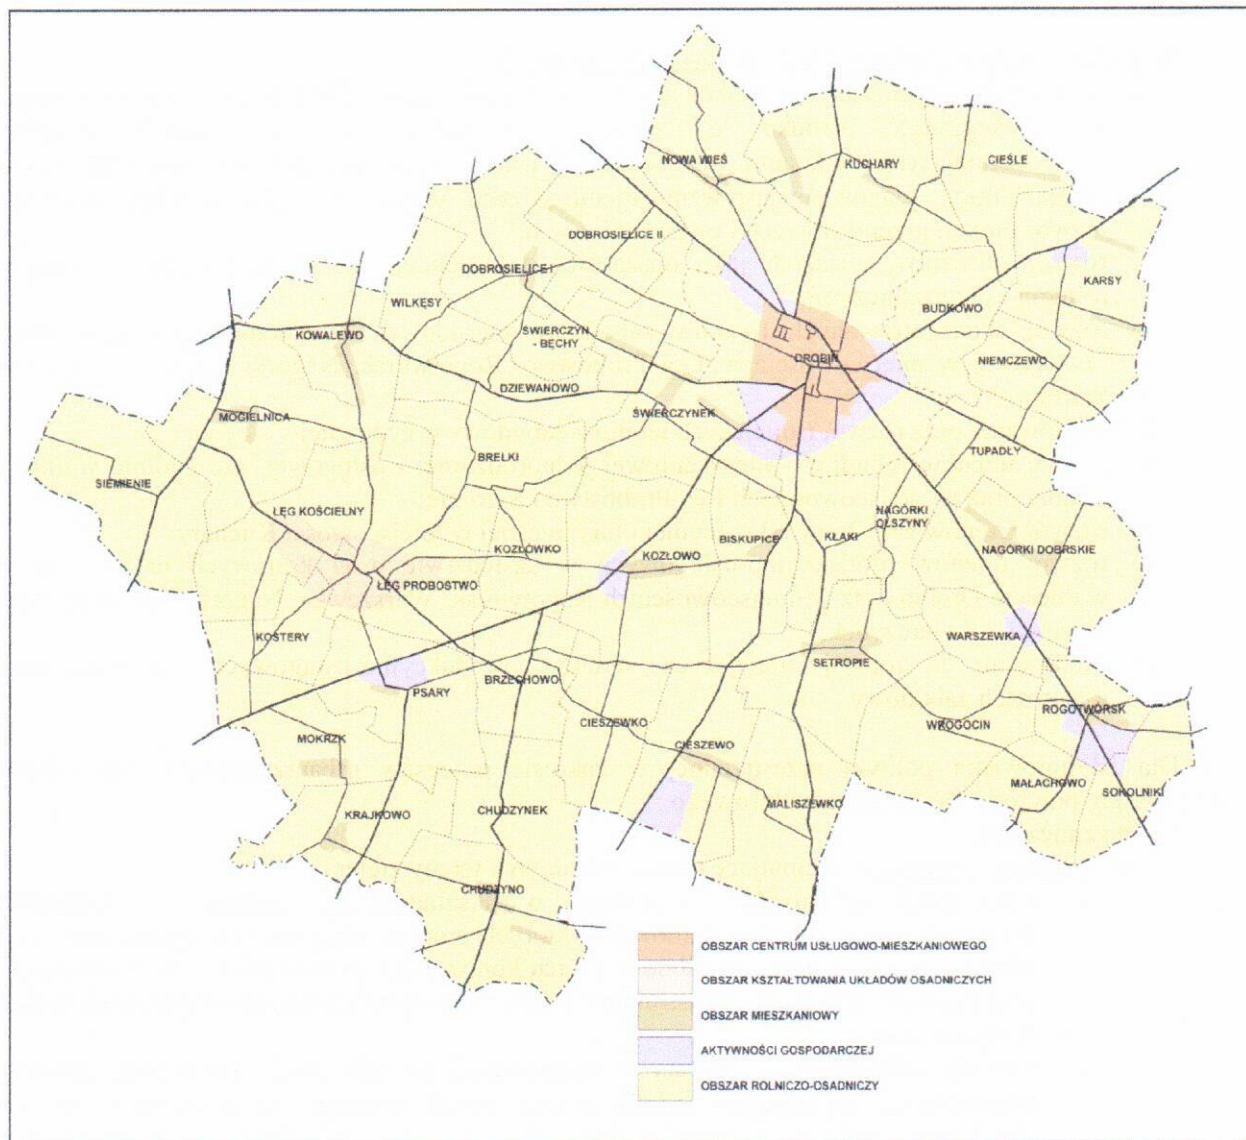 NOWA WIEŚ
KUCHARY
CIEŚLE
DOBROSIELICE II
DOBROSIELICE I
KARSY
WILKĘSY
BUDKOWO
KOWALEWO
ŚWIERCZYN
- BĘCHY
DROBIN
NIEMCZEWO
DZIEWANOWO
MOGIELNICA
ŚWIERCZYNEK
TUPADŁY
BREŁKI
SIEMIENIE
ŁĘG KOŚCIELNY
NAGÓRKI
OLSZYNY
KOZŁÓWKO
KOZŁOWO
BISKUPICE
KŁAKI
NAGÓRKI DOBRSKIE
ŁĘG PROBOSTWO
KOSTERY
WARSZEWKA
SETROPIE
PSARY
BRZECHOWO
ROGOTWÓRSK
CIESZEWKO
WROGOCIN
MOKRZK
CIESZEWO
MAŁACHOWO
SOKOLNIKI
KRAJKOWO
CHUDZYNEK
MALISZEWKO
CHUDZYNO
OBSZAR CENTRUM USŁUGOWO-MIESZKANIOWEGO
OBSZAR KSZTAŁTOWANIA UKŁADÓW OSADNICZYCH
OBSZAR MIESZKANIOWY
AKTYWNOŚCI GOSPODARCZEJ
OBSZAR ROLNICZO-OSADNICZY